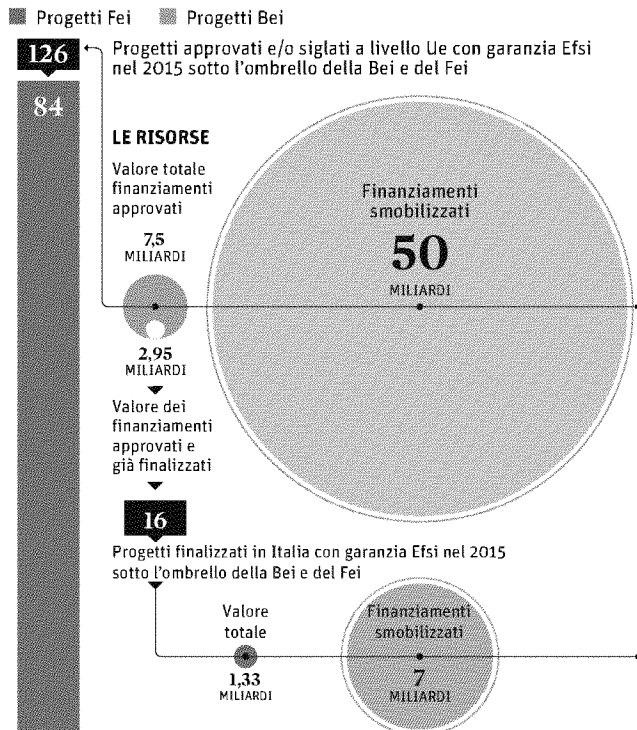 Progetti Fei Progetti Bei
126
Progetti approvati e/o siglati a livello Ue con garanzia Efsi
nel 2015 sotto l'ombrello della Bei e del Fei
84
LE RISORSE
Valore totale
finanziamenti
approvati
7,5
MILIARDI
2,95
MILIARDI
Valore dei
finanziamenti
approvati e
già finalizzati
Finanziamenti
smobilizzati
50
MILIARDI
16
Progetti finalizzati in Italia con garanzia Efsi nel 2015
sotto l'ombrello della Bei e del Fei
Valore
totale
1,33
MILIARDI
Finanziamenti
smobilizzati
7
MILIARDI